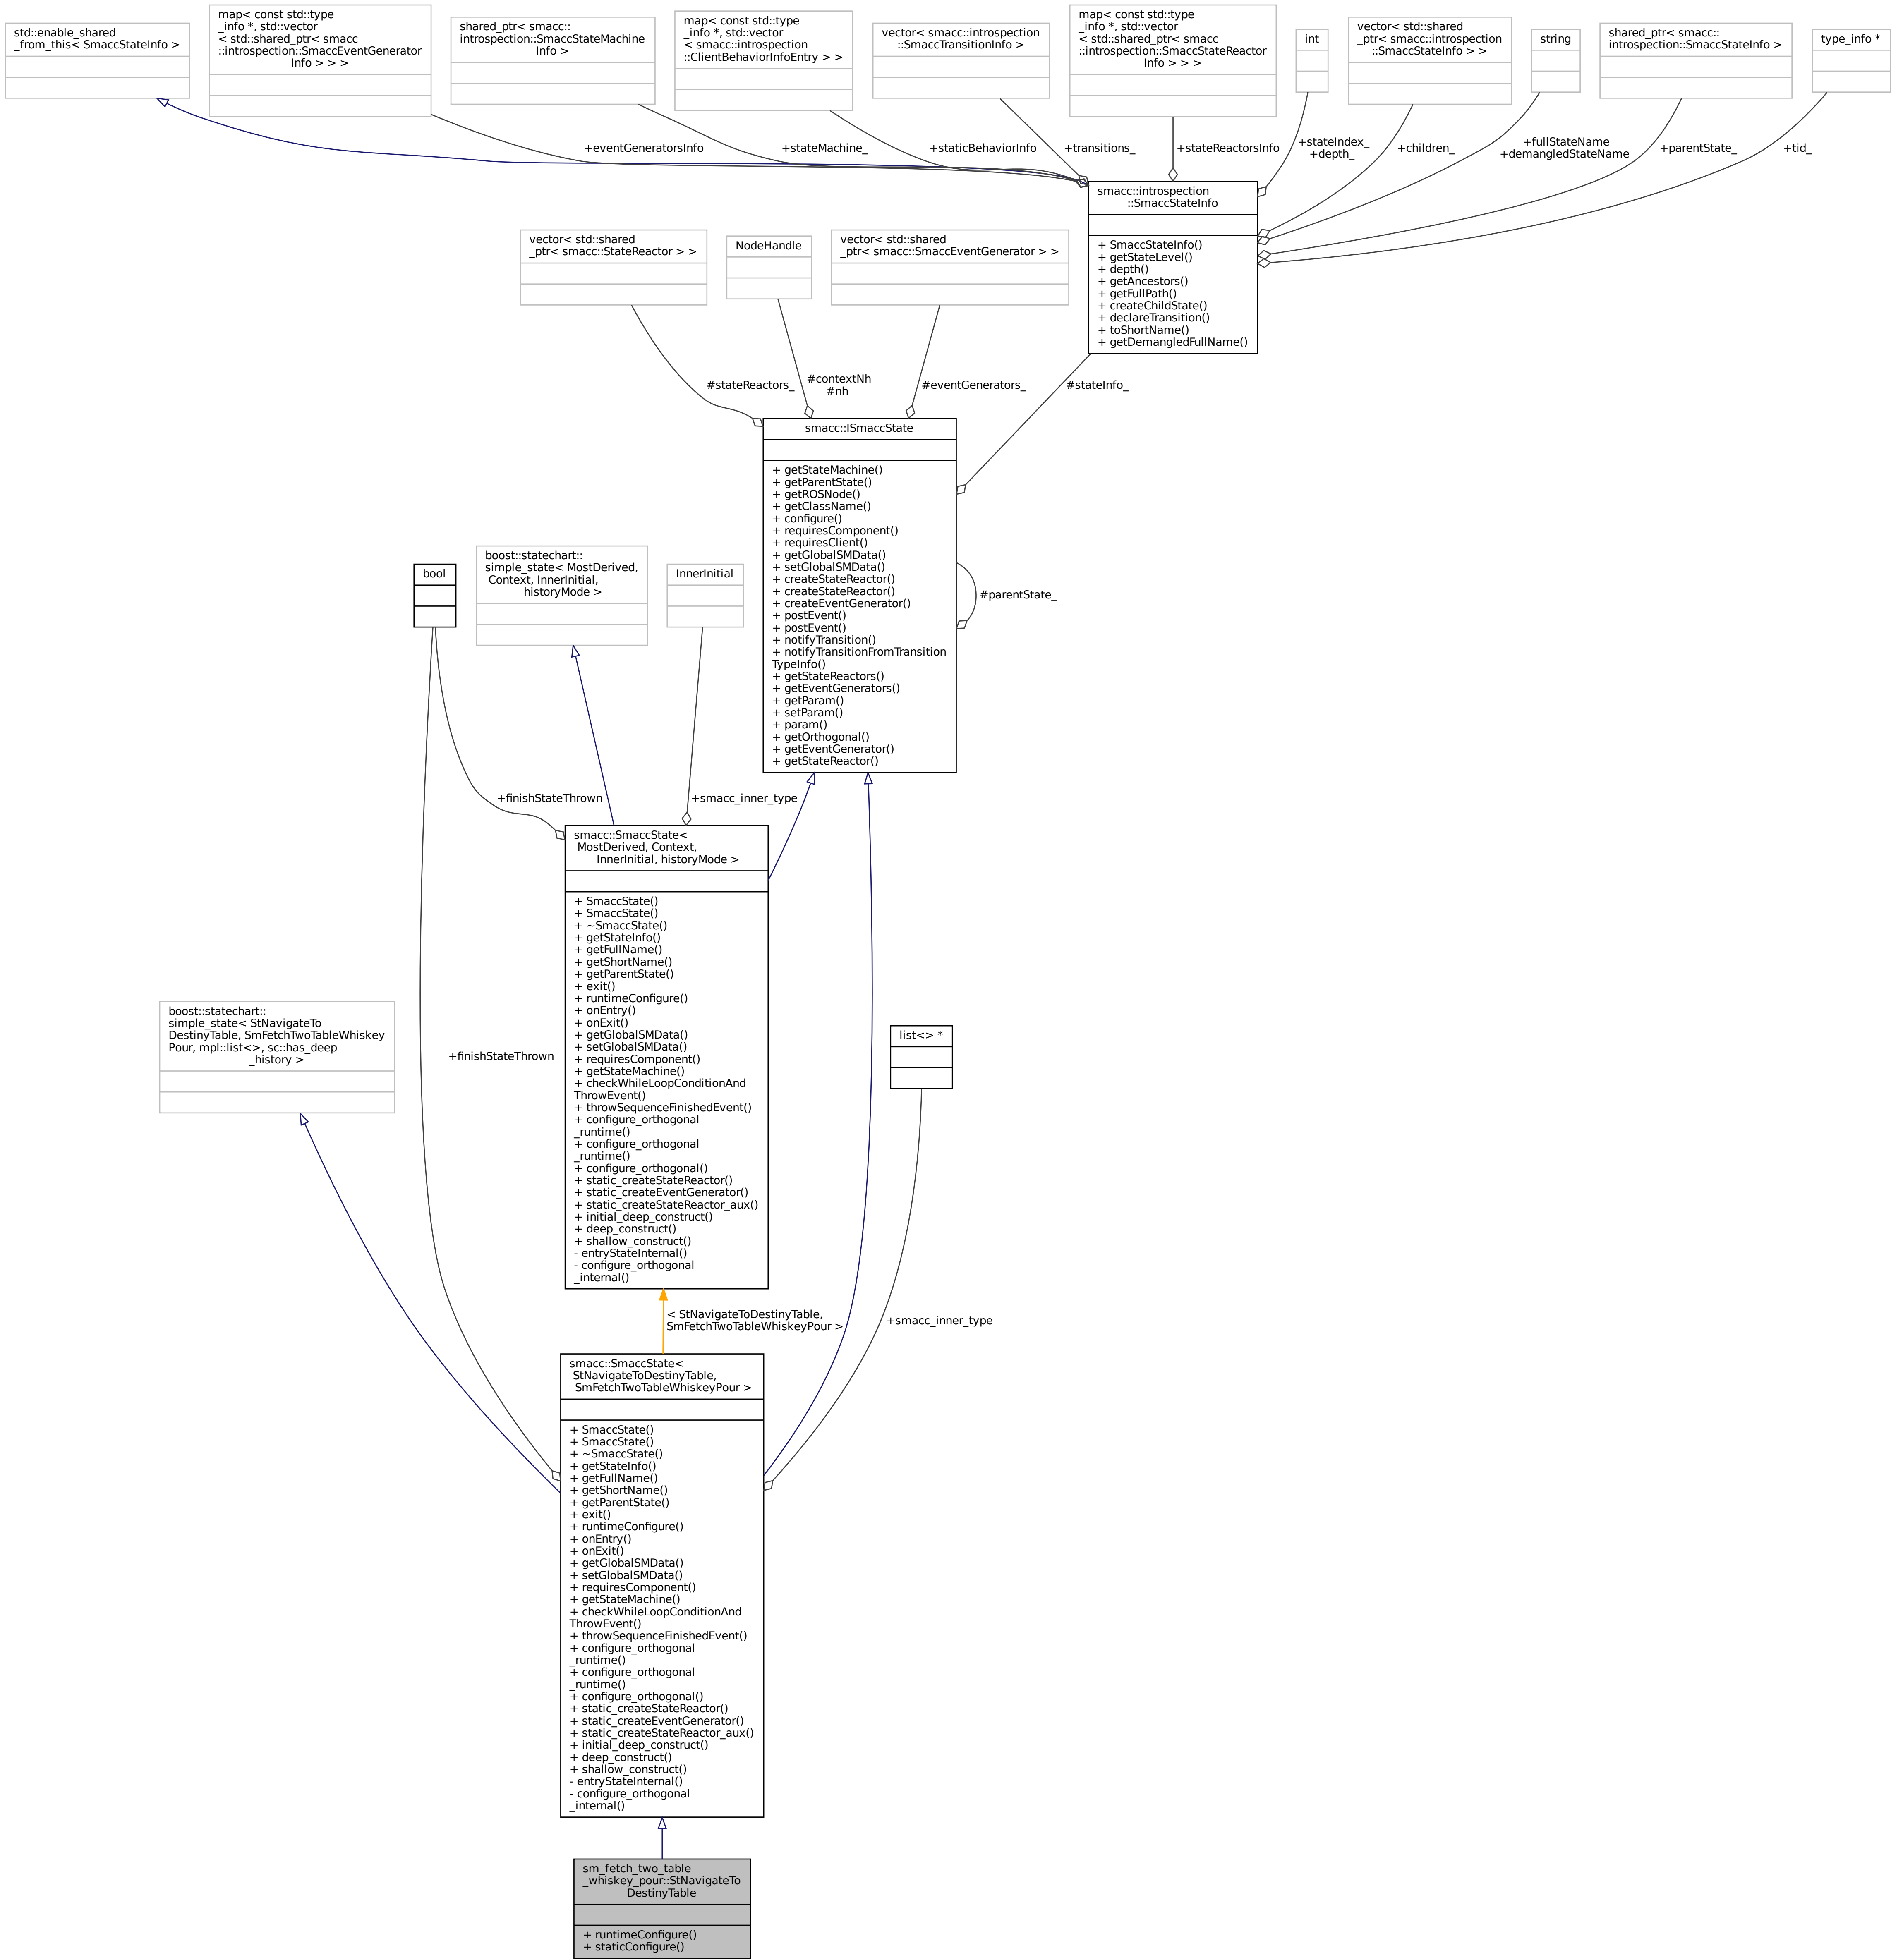 std::enable_shared
_from_this< SmaccStateInfo >
map< const std::type
_info *, std::vector
< std::shared_ptr< smacc
::introspection::SmaccEventGenerator
Info > > >
shared_ptr< smacc::
introspection::SmaccStateMachine
Info >
map< const std::type
_info *, std::vector
< smacc::introspection
::ClientBehaviorInfoEntry > >
vector< smacc::introspection
::SmaccTransitionInfo >
map< const std::type
_info *, std::vector
< std::shared_ptr< smacc
::introspection::SmaccStateReactor
Info > > >
int
vector< std::shared
_ptr< smacc::introspection
::SmaccStateInfo > >
string
shared_ptr< smacc::
introspection::SmaccStateInfo >
type_info *
+eventGeneratorsInfo
+stateMachine_
+staticBehaviorInfo
+transitions_
+stateReactorsInfo
+stateIndex_
+depth_
+children_
+fullStateName
+demangledStateName
+parentState_
+tid_
smacc::introspection
::SmaccStateInfo
+ SmaccStateInfo()
+ getStateLevel()
+ depth()
+ getAncestors()
+ getFullPath()
+ createChildState()
+ declareTransition()
+ toShortName()
+ getDemangledFullName()
vector< std::shared
_ptr< smacc::StateReactor > >
NodeHandle
vector< std::shared
_ptr< smacc::SmaccEventGenerator > >
#stateReactors_
#contextNh
#nh
#eventGenerators_
#stateInfo_
smacc::ISmaccState
+ getStateMachine()
+ getParentState()
+ getROSNode()
+ getClassName()
+ configure()
+ requiresComponent()
+ requiresClient()
+ getGlobalSMData()
+ setGlobalSMData()
+ createStateReactor()
+ createStateReactor()
+ createEventGenerator()
+ postEvent()
+ postEvent()
+ notifyTransition()
+ notifyTransitionFromTransition
TypeInfo()
+ getStateReactors()
+ getEventGenerators()
+ getParam()
+ setParam()
+ param()
+ getOrthogonal()
+ getEventGenerator()
+ getStateReactor()
#parentState_
bool
boost::statechart::
simple_state< MostDerived,
Context, InnerInitial,
historyMode >
InnerInitial
+finishStateThrown
+smacc_inner_type
smacc::SmaccState<
MostDerived, Context,
InnerInitial, historyMode >
+ SmaccState()
+ SmaccState()
+ ~SmaccState()
+ getStateInfo()
+ getFullName()
+ getShortName()
+ getParentState()
+ exit()
+ runtimeConfigure()
+ onEntry()
+ onExit()
+ getGlobalSMData()
+ setGlobalSMData()
+ requiresComponent()
+ getStateMachine()
+ checkWhileLoopConditionAnd
ThrowEvent()
+ throwSequenceFinishedEvent()
+ configure_orthogonal
_runtime()
+ configure_orthogonal
_runtime()
+ configure_orthogonal()
+ static_createStateReactor()
+ static_createEventGenerator()
+ static_createStateReactor_aux()
+ initial_deep_construct()
+ deep_construct()
+ shallow_construct()
- entryStateInternal()
- configure_orthogonal
_internal()
boost::statechart::
simple_state< StNavigateTo
DestinyTable, SmFetchTwoTableWhiskey
Pour, mpl::list<>, sc::has_deep
_history >
+finishStateThrown
list<> *
< StNavigateToDestinyTable,
SmFetchTwoTableWhiskeyPour >
+smacc_inner_type
smacc::SmaccState<
StNavigateToDestinyTable,
SmFetchTwoTableWhiskeyPour >
+ SmaccState()
+ SmaccState()
+ ~SmaccState()
+ getStateInfo()
+ getFullName()
+ getShortName()
+ getParentState()
+ exit()
+ runtimeConfigure()
+ onEntry()
+ onExit()
+ getGlobalSMData()
+ setGlobalSMData()
+ requiresComponent()
+ getStateMachine()
+ checkWhileLoopConditionAnd
ThrowEvent()
+ throwSequenceFinishedEvent()
+ configure_orthogonal
_runtime()
+ configure_orthogonal
_runtime()
+ configure_orthogonal()
+ static_createStateReactor()
+ static_createEventGenerator()
+ static_createStateReactor_aux()
+ initial_deep_construct()
+ deep_construct()
+ shallow_construct()
- entryStateInternal()
- configure_orthogonal
_internal()
sm_fetch_two_table
_whiskey_pour::StNavigateTo
DestinyTable
+ runtimeConfigure()
+ staticConfigure()